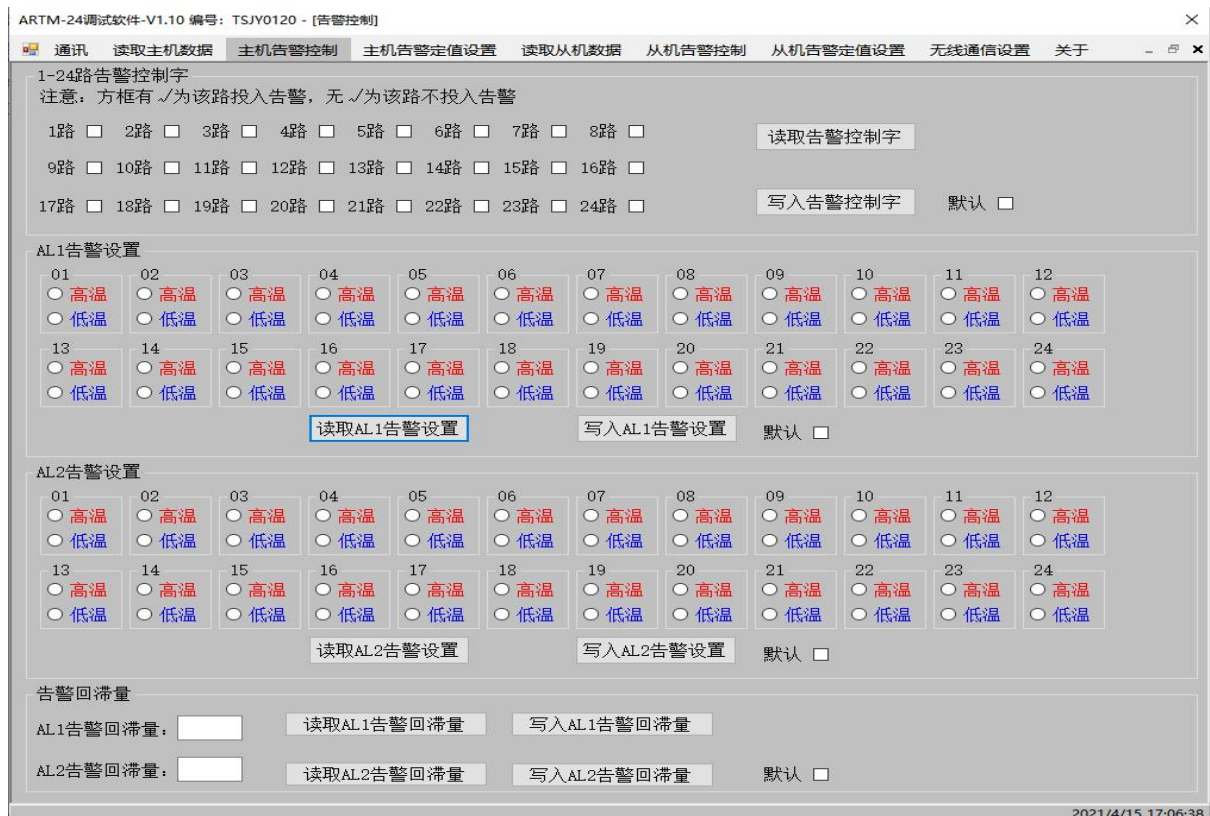 ARTM-24调试软件-V1.10 编号：TSJY0120 - [告警控制]
通讯 读取主机数据 主机告警控制 主机告警定值设置 读取从机数据 从机告警控制 从机告警定值设置 无线通信设置 关于
1-24路告警控制字
注意：方框有√为该路投入告警，无√为该路不投入告警
1路 2路 3路 4路 5路 6路 7路 8路
读取告警控制字
9路 10路 11路 12路 13路 14路 15路 16路
17路 18路 19路 20路 21路 22路 23路 24路
写入告警控制字 默认
AL1告警设置
01 02 03 04 05 06 07 08 09 10 11 12
高温 高温 高温 高温 高温 高温 高温 高温 高温 高温 高温 高温
低温 低温 低温 低温 低温 低温 低温 低温 低温 低温 低温 低温
13 14 15 16 17 18 19 20 21 22 23 24
高温 高温 高温 高温 高温 高温 高温 高温 高温 高温 高温 高温
低温 低温 低温 低温 低温 低温 低温 低温 低温 低温 低温 低温
读取AL1告警设置 写入AL1告警设置 默认
AL2告警设置
01 02 03 04 05 06 07 08 09 10 11 12
高温 高温 高温 高温 高温 高温 高温 高温 高温 高温 高温 高温
低温 低温 低温 低温 低温 低温 低温 低温 低温 低温 低温 低温
13 14 15 16 17 18 19 20 21 22 23 24
高温 高温 高温 高温 高温 高温 高温 高温 高温 高温 高温 高温
低温 低温 低温 低温 低温 低温 低温 低温 低温 低温 低温 低温
读取AL2告警设置 写入AL2告警设置 默认
告警回滞量
AL1告警回滞量： 读取AL1告警回滞量 写入AL1告警回滞量
AL2告警回滞量： 读取AL2告警回滞量 写入AL2告警回滞量 默认
2021/4/15 17:06:38